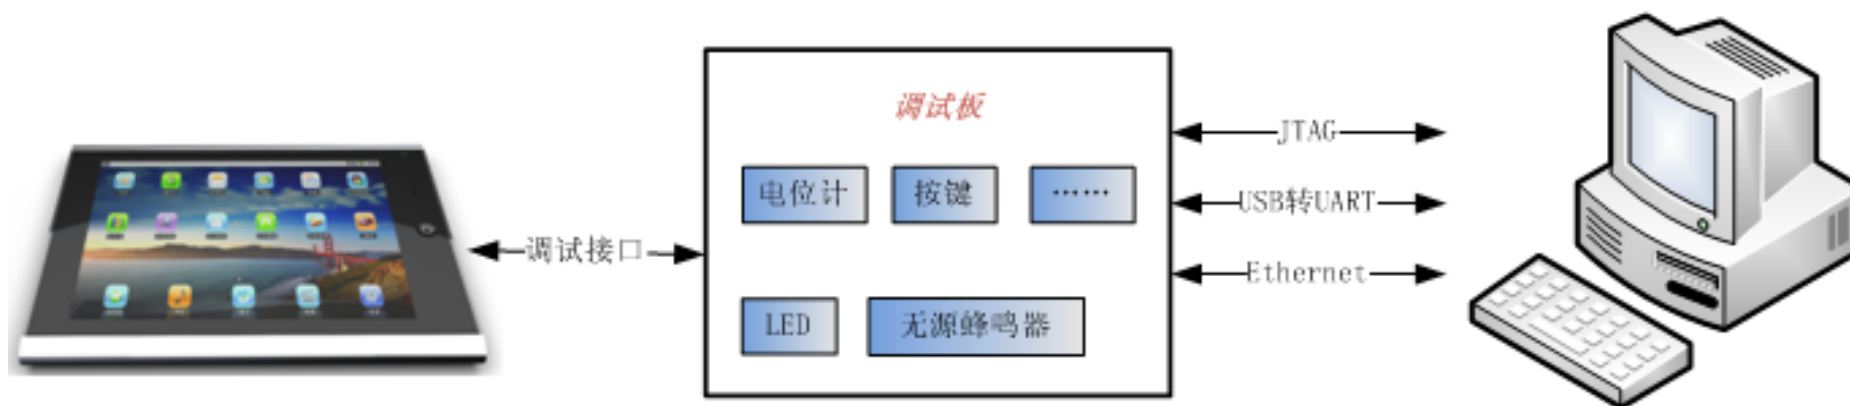 调试板
JTAG
电位计
按键
......
USB转UART
调试接口
Ethernet
LED
无源蜂鸣器